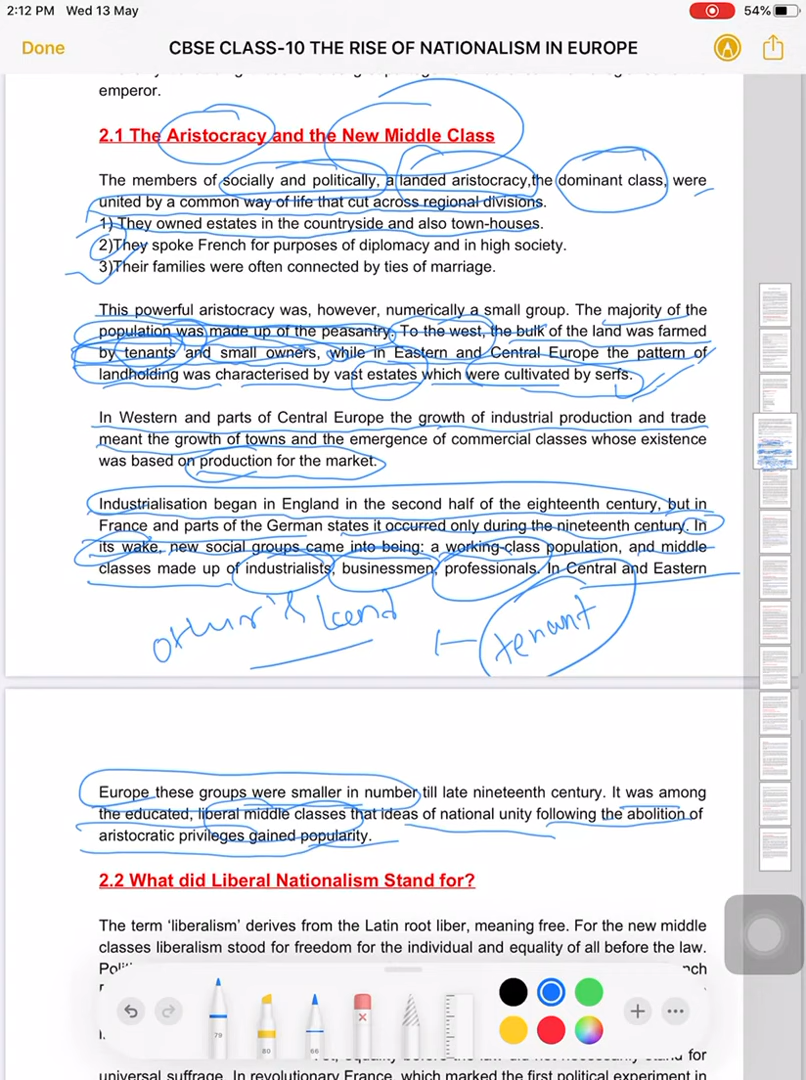 2:12 PM Wed 13 May
54%
Done
CBSE CLASS-10 THE RISE OF NATIONALISM IN EUROPE
emperor.
2.1 The Aristocracy and the New Middle Class
The members of socially and politically, a landed aristocracy,the dominant class, were
united by a common way of life that cut across regional divisions.
1) They owned estates in the countryside and also town-houses.
2)They spoke French for purposes of diplomacy and in high society.
3)Their families were often connected by ties of marriage.
This powerful aristocracy was, however, numerically a small group. The majority of the
population was made up of the peasantry. To the west, the bulk of the land was farmed
by tenants and small owners, while in Eastern and Central Europe the pattern of
landholding was characterised by vast estates which were cultivated by serfs.
In Western and parts of Central Europe the growth of industrial production and trade
meant the growth of towns and the emergence of commercial classes whose existence
was based on production for the market.
Industrialisation began in England in the second half of the eighteenth century, but in
France and parts of the German states it occurred only during the nineteenth century. In
its wake, new social groups came into being: a working-class population, and middle
classes made up of industrialists, businessmen, professionals. In Central and Eastern
other's land
tenant
Europe these groups were smaller in number till late nineteenth century. It was among
the educated, liberal middle classes that ideas of national unity following the abolition of
aristocratic privileges gained popularity.
2.2 What did Liberal Nationalism Stand for?
The term ‘liberalism’ derives from the Latin root liber, meaning free. For the new middle
classes liberalism stood for freedom for the individual and equality of all before the law.
79
80
66
for
universal suffrage. In revolutionary France, which marked the first political experiment in